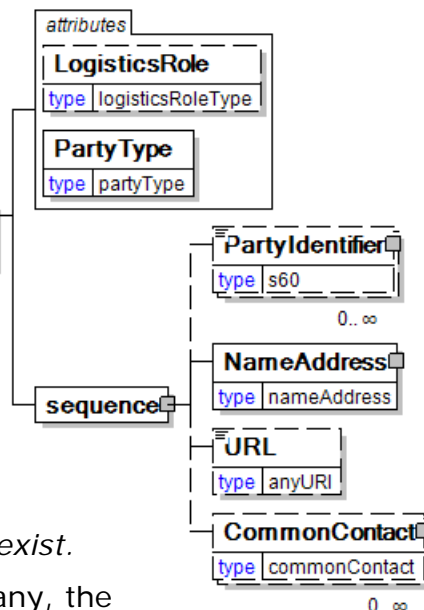 attributes
LogisticsRole
type logisticsRoleType
PartyType
type partyType
PartyIdentifier
type s60
0.. ∞
NameAddress
type nameAddress
sequence
URL
type anyURI
exist.
CommonContact
type commonContact
any, the
0.. ∞